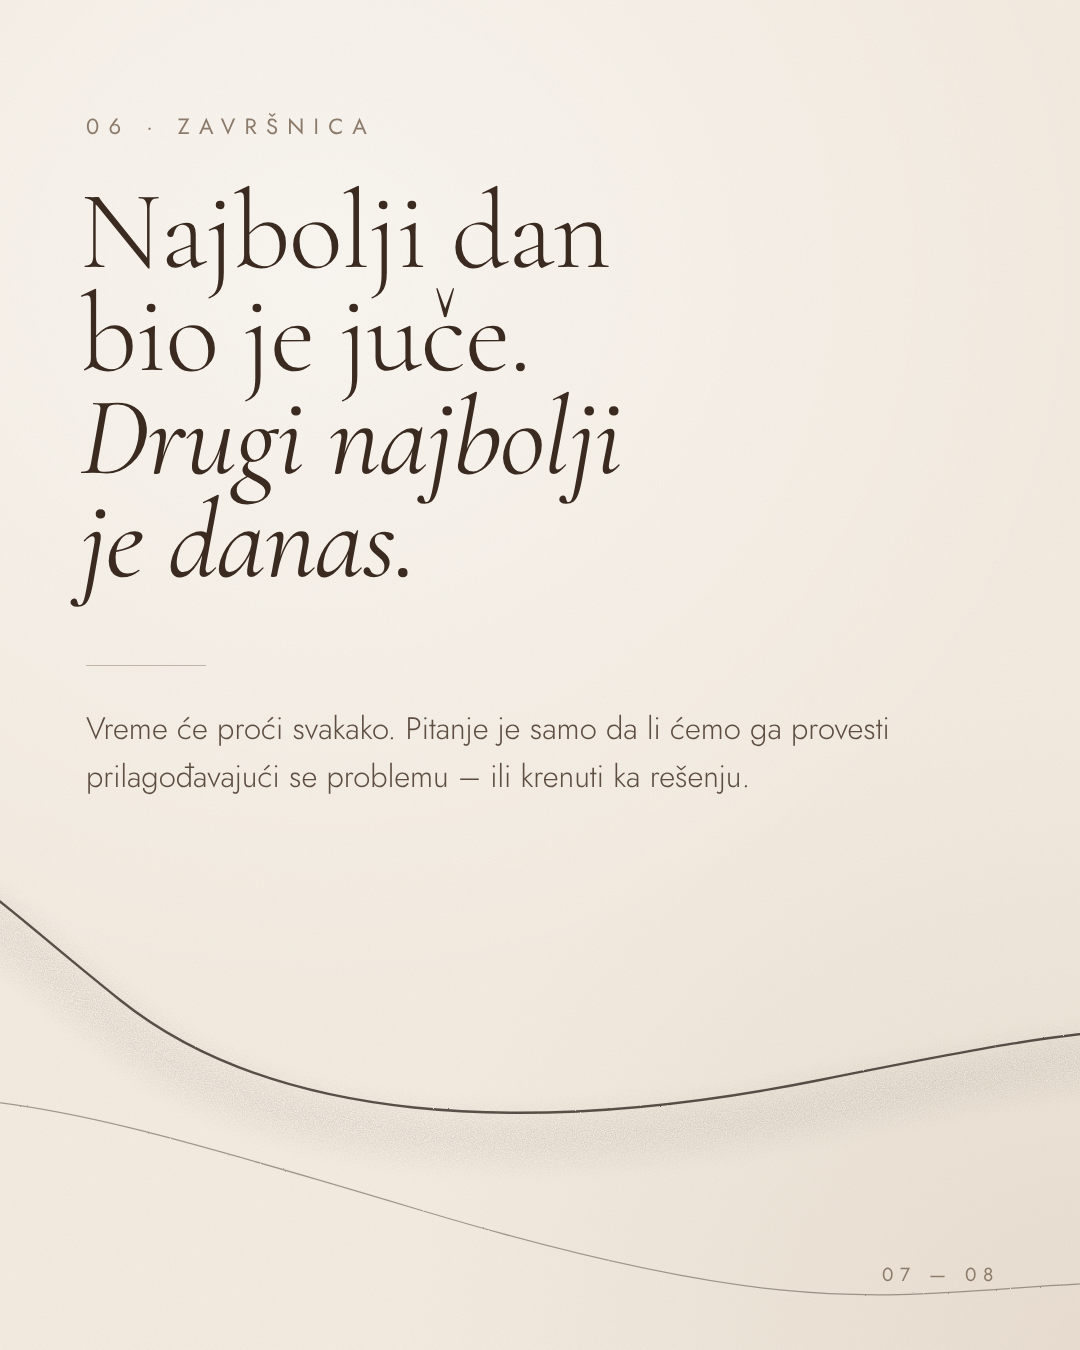 06 · ZAVRŠNICA
Najbolji dan
bio je juče.
Drugi najbolji
je danas.
Vreme će proći svakako. Pitanje je samo da li ćemo ga provesti
prilagođavajući se problemu — ili krenuti ka rešenju.
07 — 08